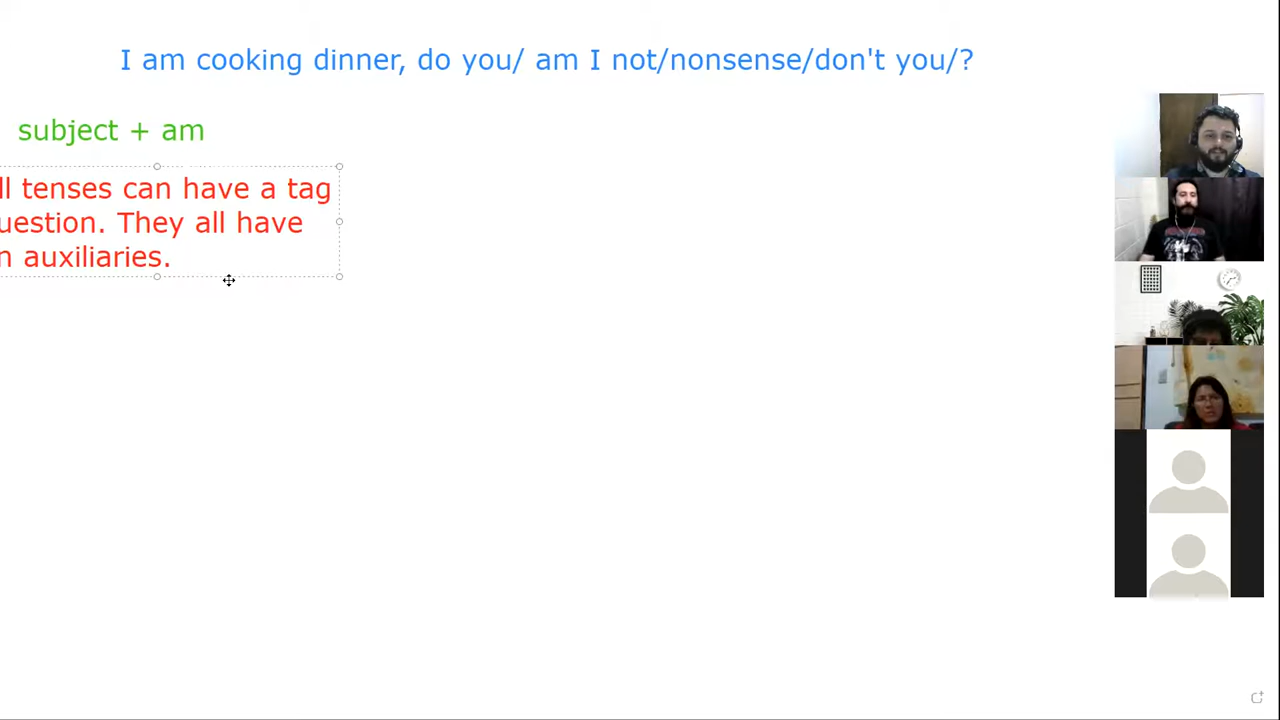 I am cooking dinner, do you/ am I not/nonsense/don't you/?
subject + am
ll tenses can have a tag
uestion. They all have
n auxiliaries.